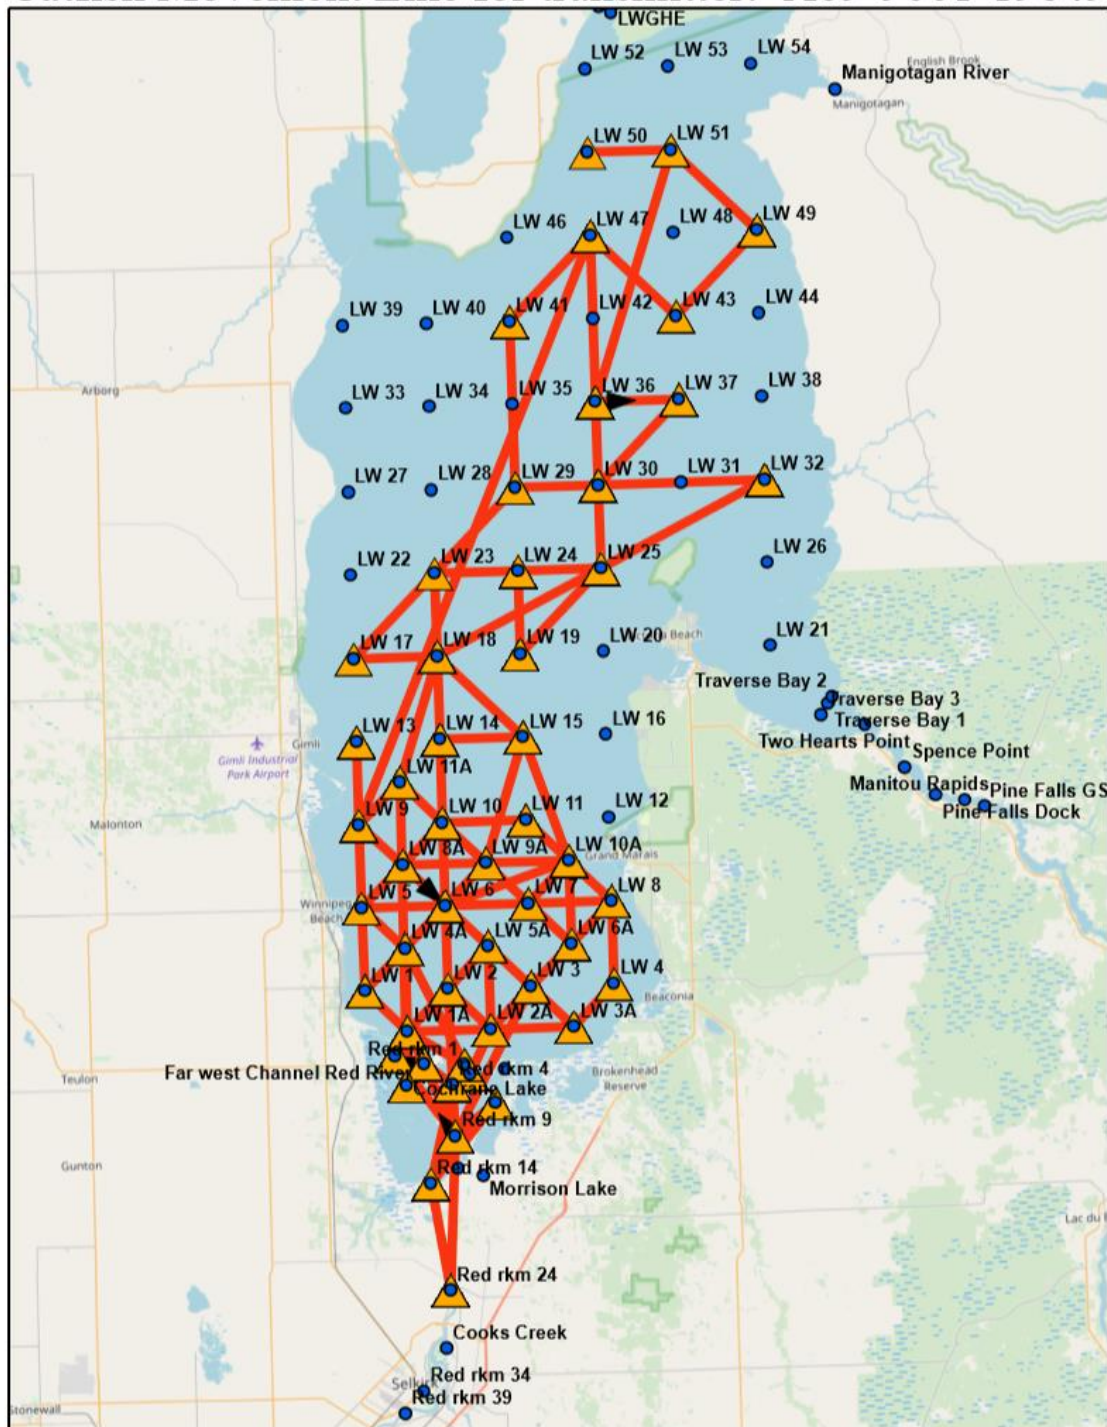 LWGHE
LW 52
LW 53
LW 54
English Brook
Manigotagan River
Manigotagan
LW 50
LW 51
LW 46
LW 47
LW 48
LW 49
LW 39
LW 40
LW 41
LW 42
LW 43
LW 44
Arborg
LW 33
LW 34
LW 35
LW 36
LW 37
LW 38
LW 27
LW 28
LW 29
LW 30
LW 31
LW 32
LW 22
LW 23
LW 24
LW 25
LW 26
LW 17
LW 18
LW 19
LW 20
Beach
LW 21
Traverse Bay 2
Traverse Bay 3
Traverse Bay 1
LW 13
LW 14
LW 15
LW 16
Gimli
Gimli Industrial
Park Airport
Two Hearts Point
Spence Point
LW 11A
Manitou Rapids
Pine Falls GS
Pine Falls Dock
LW 9
LW 10
LW 11
LW 12
Malonton
LW 8A
LW 9A
LW 10A
Grand Marais
LW 5
LW 6
LW 7
LW 8
Winnipeg
Beach
LW 4A
LW 5A
LW 6A
LW 1
LW 2
LW 3
LW 4
Beaconia
LW 1A
LW 2A
LW 3A
Red rkm 1
Far west Channel Red River
Red rkm 4
Teulon
Cochrane Lake
Brokenhead
Reserve
Red rkm 9
Gunton
Red rkm 14
Morrison Lake
Lac du
Red rkm 24
Cooks Creek
Red rkm 34
Selkirk
Red rkm 39
Stonewall